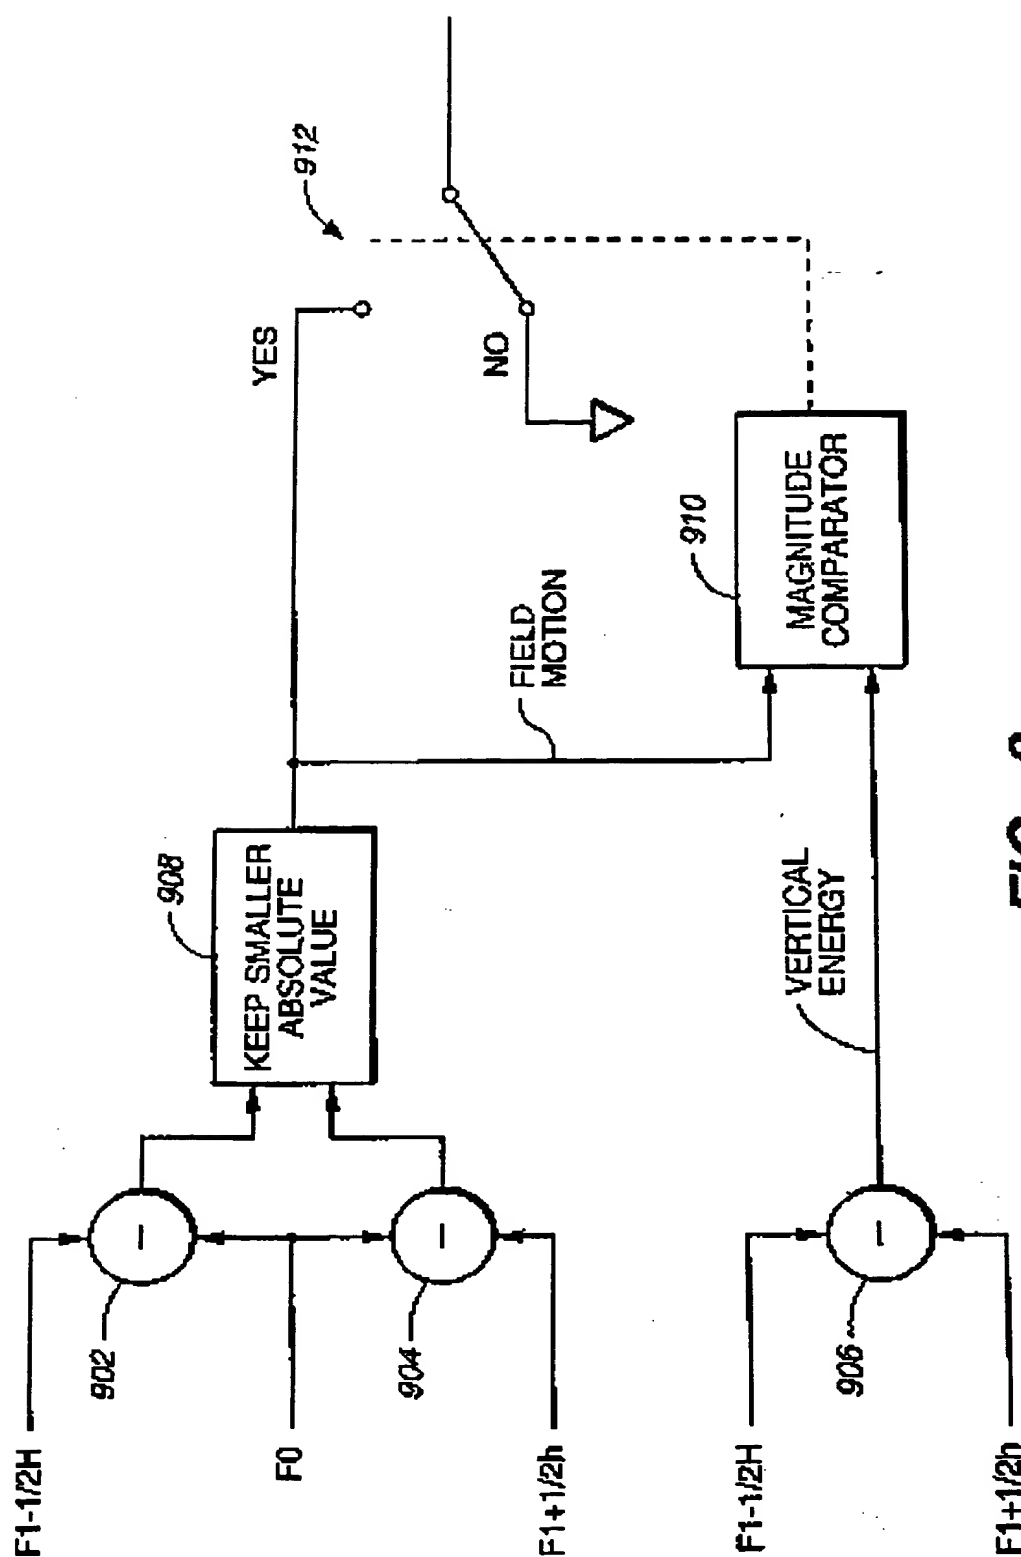 F1-1/2H
902
F0
904
F1+1/2h
908
KEEP SMALLER
ABSOLUTE
VALUE
YES
912
NO
FIELD
MOTION
910
MAGNITUDE
COMPARATOR
F1-1/2H
906
F1+1/2h
VERTICAL
ENERGY